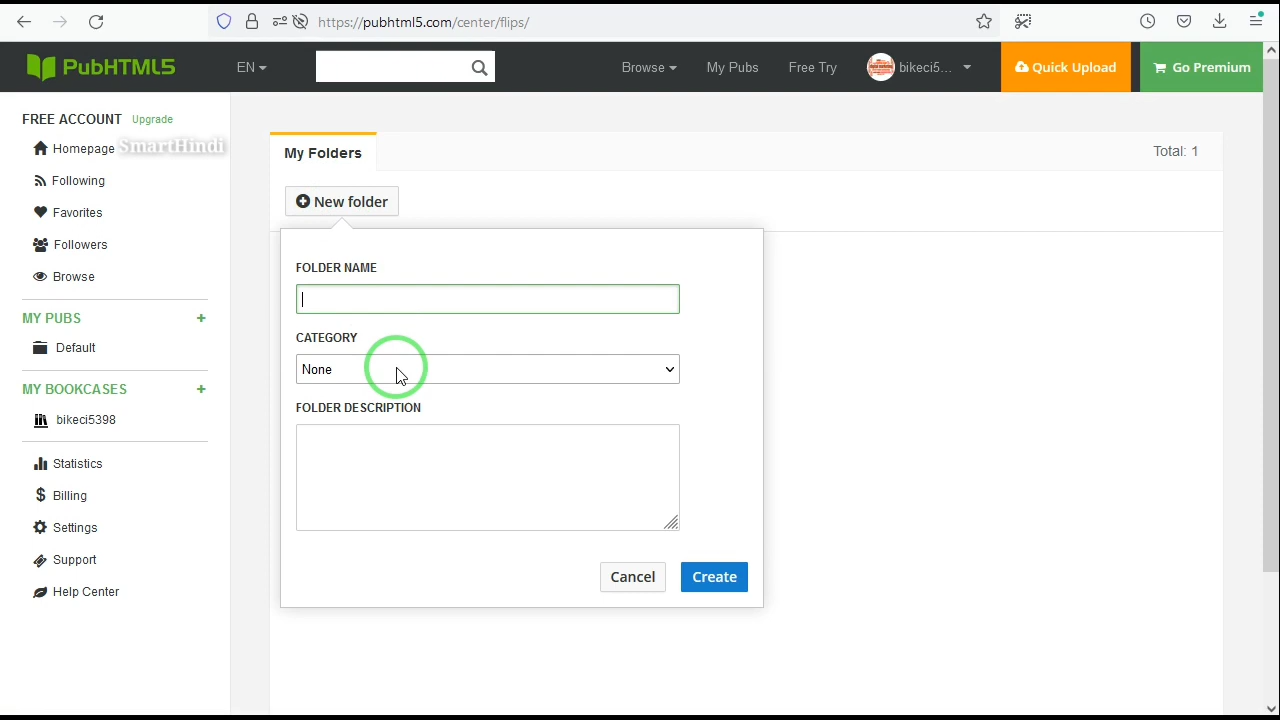 https://pubhtml5.com/center/flips/
PubHTML5
EN
Browse
My Pubs
Free Try
bikeci5...
Quick Upload
Go Premium
FREE ACCOUNT Upgrade
Homepage
SmartHindi
Following
Favorites
Followers
Browse
MY PUBS +
Default
MY BOOKCASES +
bikeci5398
Statistics
Billing
Settings
Support
Help Center
My Folders
Total: 1
New folder
FOLDER NAME
CATEGORY
None
FOLDER DESCRIPTION
Cancel
Create